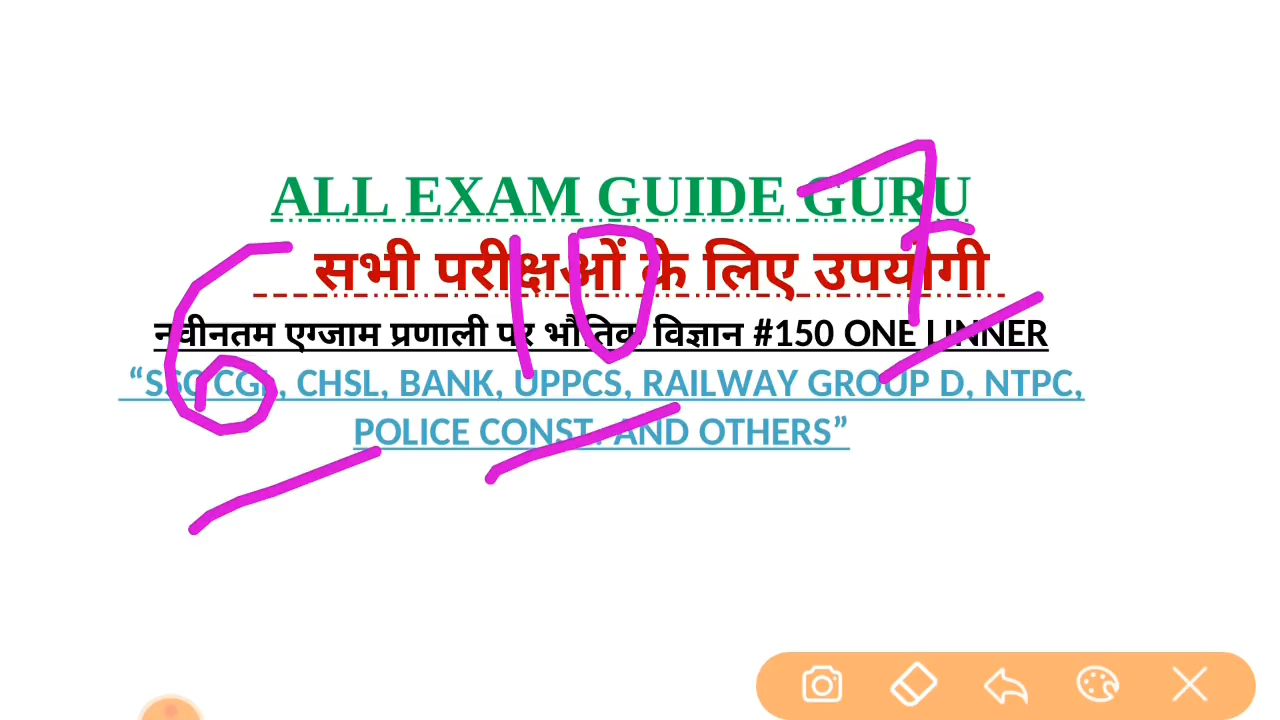 ALL EXAM GUIDE GURU
सभी परीक्षओं के लिए उपयोगी
नवीनतम एग्जाम प्रणाली पर भौतिक विज्ञान #150 ONE LINNER
“SSC CGL, CHSL, BANK, UPPCS, RAILWAY GROUP D, NTPC,
POLICE CONST. AND OTHERS”
6 10 7